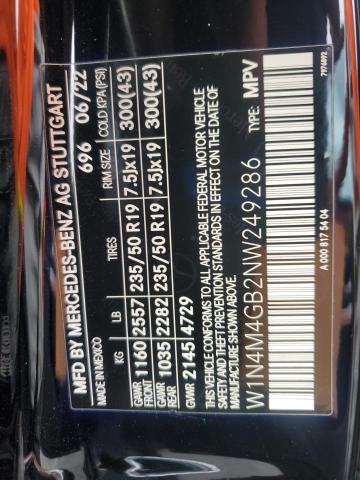 MFD BY MERCEDES-BENZ AG STUTTGART
MADE IN MEXICO 696 06/22
KG LB TIRES RIM SIZE COLD KPA(PSI)
GAWR FRONT 1160 2557 235/50 R19 7.5JX19 300(43)
GAWR REAR 1035 2282 235/50 R19 7.5JX19 300(43)
GVWR 2145 4729
THIS VEHICLE CONFORMS TO ALL APPLICABLE FEDERAL MOTOR VEHICLE
SAFETY AND THEFT PREVENTION STANDARDS IN EFFECT ON THE DATE OF
MANUFACTURE SHOWN ABOVE.
W1N4M4GB2NW249286 TYPE: MPV
A 000 817 54 04